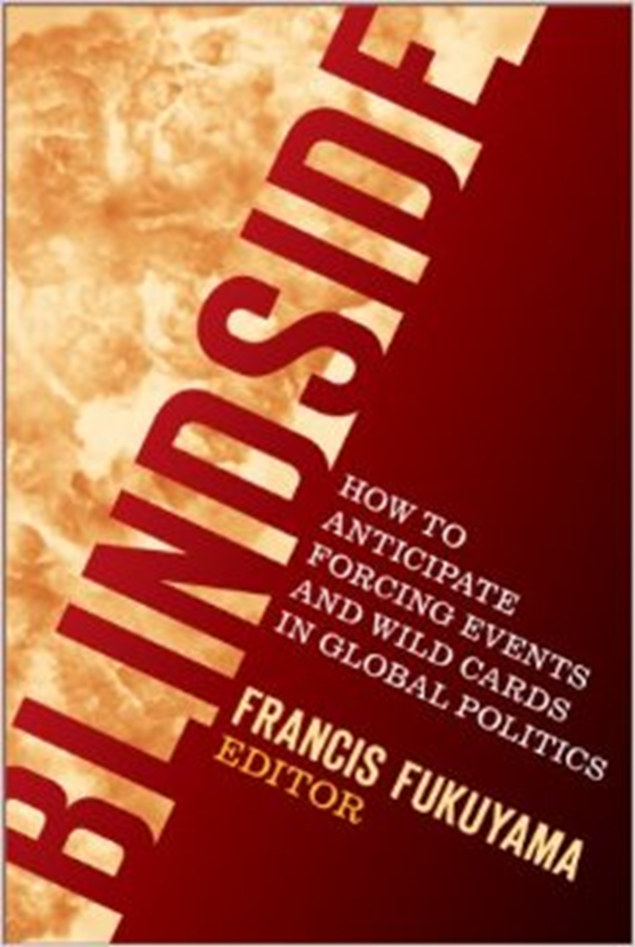 BLINDSIDE
HOW TO
ANTICIPATE
FORCING EVENTS
AND WILD CARDS
IN GLOBAL POLITICS
FRANCIS FUKUYAMA
EDITOR